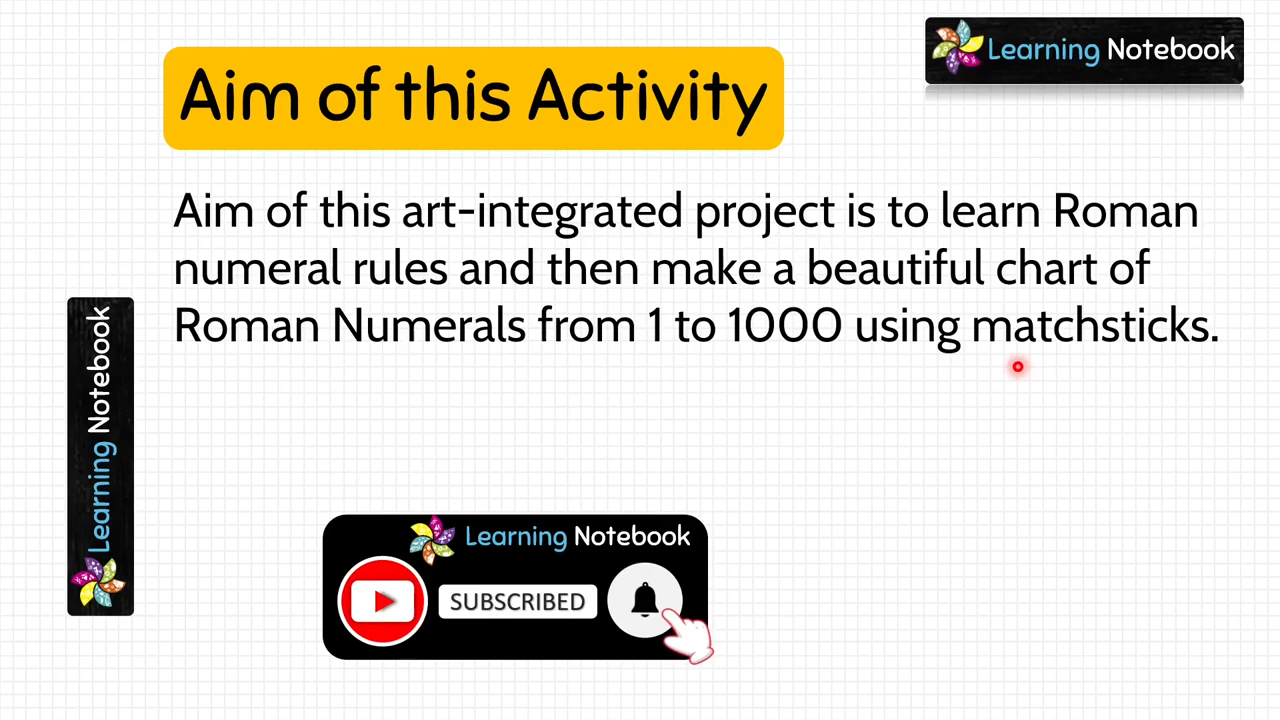 Learning Notebook
Aim of this Activity
Aim of this art-integrated project is to learn Roman
numeral rules and then make a beautiful chart of
Roman Numerals from 1 to 1000 using matchsticks.
Learning Notebook
Learning Notebook
SUBSCRIBED